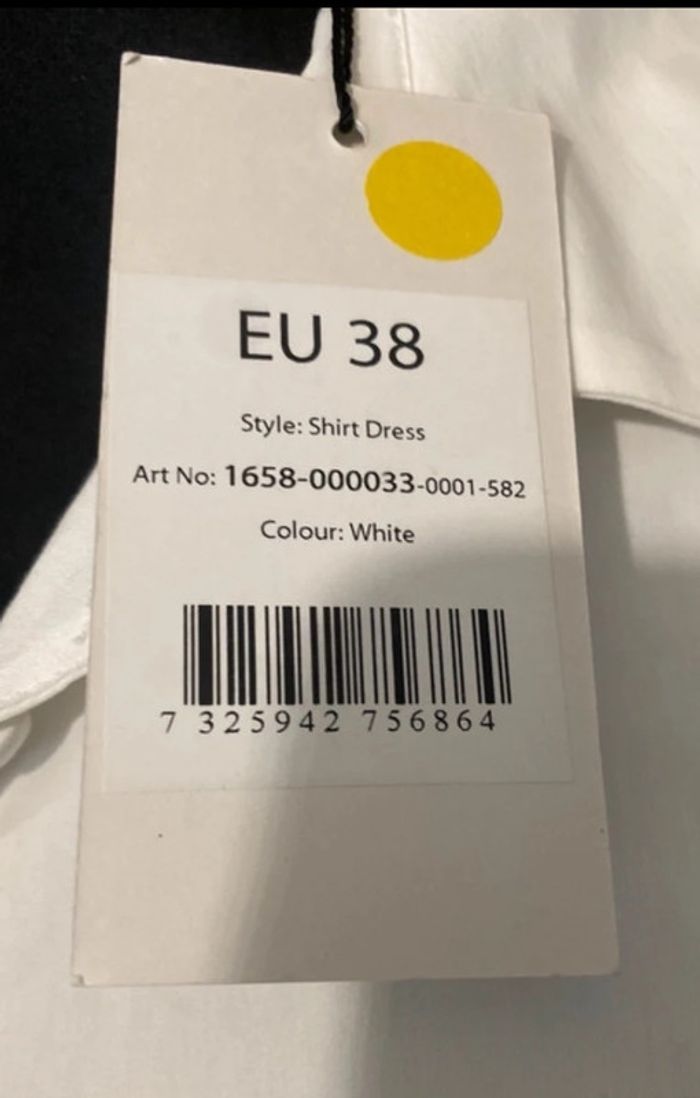 EU 38
Style: Shirt Dress
Art No: 1658-000033-0001-582
Colour: White
7 325942 756864